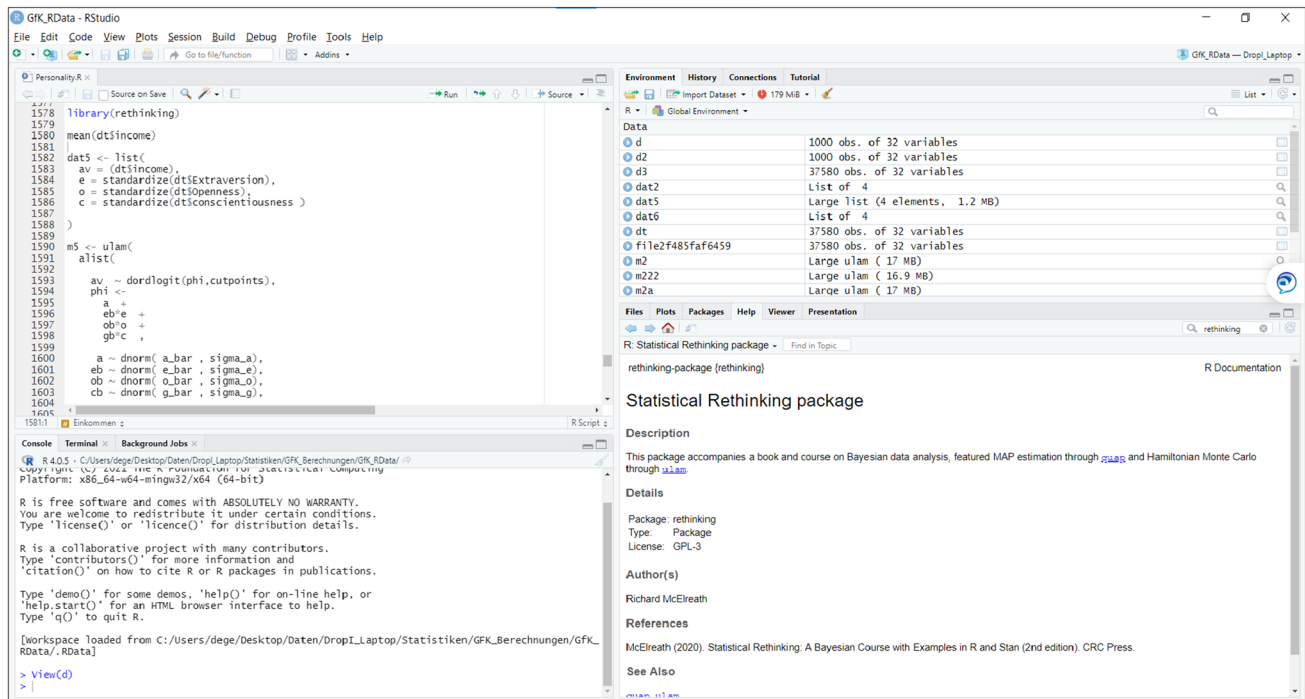 GfK_RData - RStudio
File Edit Code View Plots Session Build Debug Profile Tools Help
Go to file/function Addins GfK_RData — DropI_Laptop
Personality.R
Source on Save Run Source
1577
1578 library(rethinking)
1579
1580 mean(dt$income)
1581
1582 dat5 <- list(
1583 av = (dt$income),
1584 e = standardize(dt$Extraversion),
1585 o = standardize(dt$Openness),
1586 c = standardize(dt$conscientiousness )
1587
1588 )
1589
1590 m5 <- ulam(
1591 alist(
1592
1593 av ~ dordlogit(phi,cutpoints),
1594 phi <-
1595 a +
1596 eb*e +
1597 ob*o +
1598 gb*c ,
1599
1600 a ~ dnorm( a_bar , sigma_a),
1601 eb ~ dnorm( e_bar , sigma_e),
1602 ob ~ dnorm( o_bar , sigma_o),
1603 cb ~ dnorm( g_bar , sigma_g),
1604
1605
1581:1 Einkommen R Script
Console Terminal Background Jobs
R 4.0.5 · C:/Users/dege/Desktop/Daten/DropI_Laptop/Statistiken/GFK_Berechnungen/GfK_RData/
Copyright (C) 2021 The R Foundation for Statistical Computing
Platform: x86_64-w64-mingw32/x64 (64-bit)
R is free software and comes with ABSOLUTELY NO WARRANTY.
You are welcome to redistribute it under certain conditions.
Type 'license()' or 'licence()' for distribution details.
R is a collaborative project with many contributors.
Type 'contributors()' for more information and
'citation()' on how to cite R or R packages in publications.
Type 'demo()' for some demos, 'help()' for on-line help, or
'help.start()' for an HTML browser interface to help.
Type 'q()' to quit R.
[Workspace loaded from C:/Users/dege/Desktop/Daten/DropI_Laptop/Statistiken/GFK_Berechnungen/GfK_
RData/.RData]
> View(d)
>
Environment History Connections Tutorial
Import Dataset 179 MiB List
R Global Environment
Data
d 1000 obs. of 32 variables
d2 1000 obs. of 32 variables
d3 37580 obs. of 32 variables
dat2 List of 4
dat5 Large list (4 elements, 1.2 MB)
dat6 List of 4
dt 37580 obs. of 32 variables
file2f485faf6459 37580 obs. of 32 variables
m2 Large ulam ( 17 MB)
m222 Large ulam ( 16.9 MB)
m2a Large ulam ( 17 MB)
Files Plots Packages Help Viewer Presentation
rethinking
R: Statistical Rethinking package Find in Topic
rethinking-package {rethinking} R Documentation
Statistical Rethinking package
Description
This package accompanies a book and course on Bayesian data analysis, featured MAP estimation through quap and Hamiltonian Monte Carlo
through ulam.
Details
Package: rethinking
Type: Package
License: GPL-3
Author(s)
Richard McElreath
References
McElreath (2020). Statistical Rethinking: A Bayesian Course with Examples in R and Stan (2nd edition). CRC Press.
See Also
quap ulam